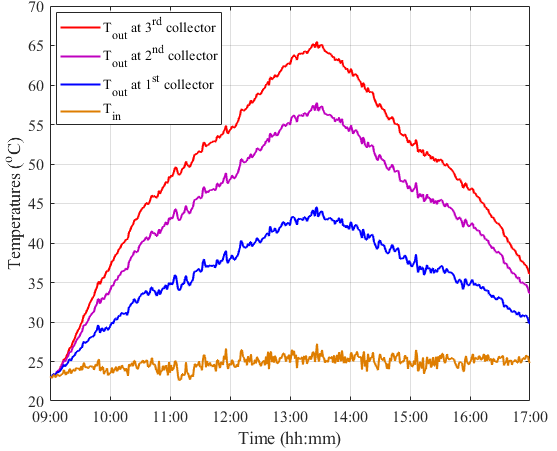 70
65
60
55
50
45
40
35
30
25
20
Temperatures (°C)
T_out at 3rd collector
T_out at 2nd collector
T_out at 1st collector
T_in
09:00 10:00 11:00 12:00 13:00 14:00 15:00 16:00 17:00
Time (hh:mm)